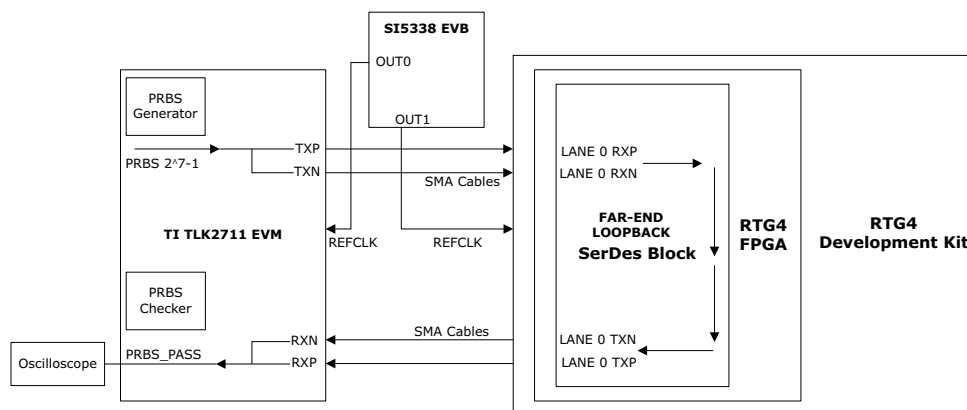 SI5338 EVB
OUT0
OUT1
PRBS
Generator
PRBS 2^7-1
TXP
TXN
SMA Cables
REFCLK
REFCLK
TI TLK2711 EVM
PRBS
Checker
RXN
RXP
SMA Cables
PRBS_PASS
Oscilloscope
LANE 0 RXP
LANE 0 RXN
FAR-END
LOOPBACK
SerDes Block
LANE 0 TXN
LANE 0 TXP
RTG4
FPGA
RTG4
Development Kit